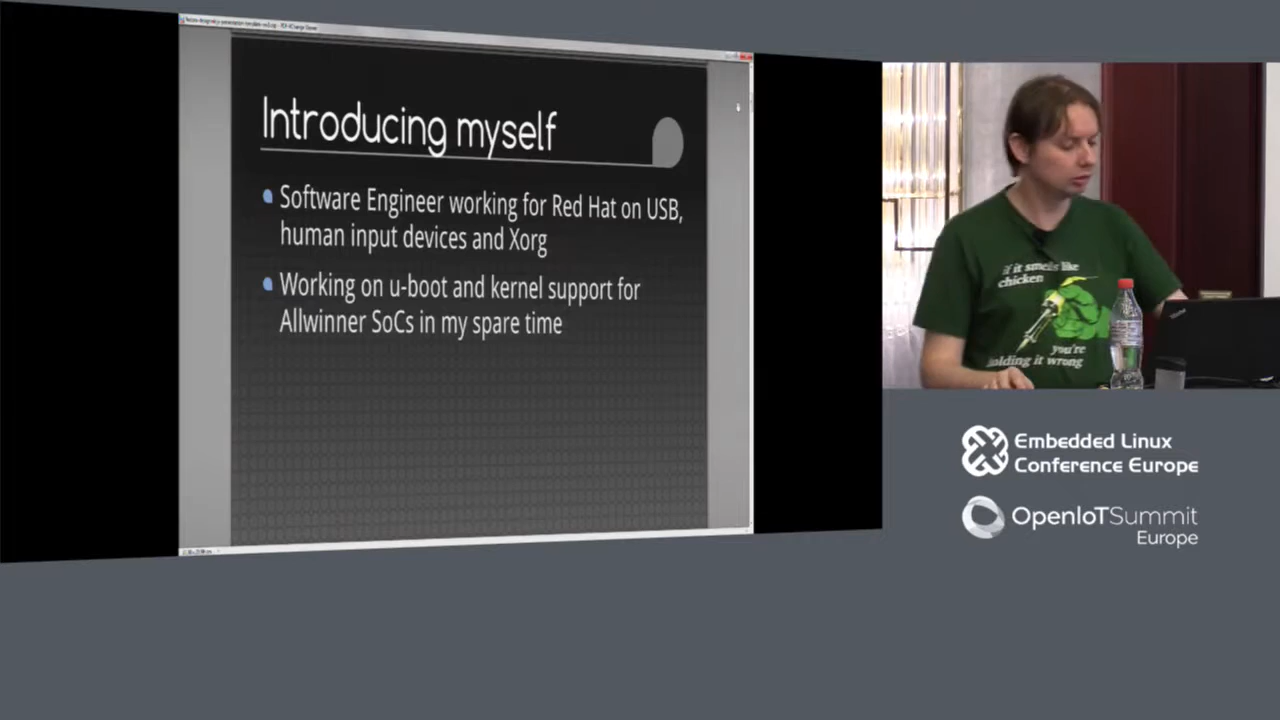 Introducing myself
Software Engineer working for Red Hat on USB,
human input devices and Xorg
Working on u-boot and kernel support for
Allwinner SoCs in my spare time
if it smells like
chicken
you're
holding it wrong
Embedded Linux
Conference Europe
OpenIoTSummit
Europe